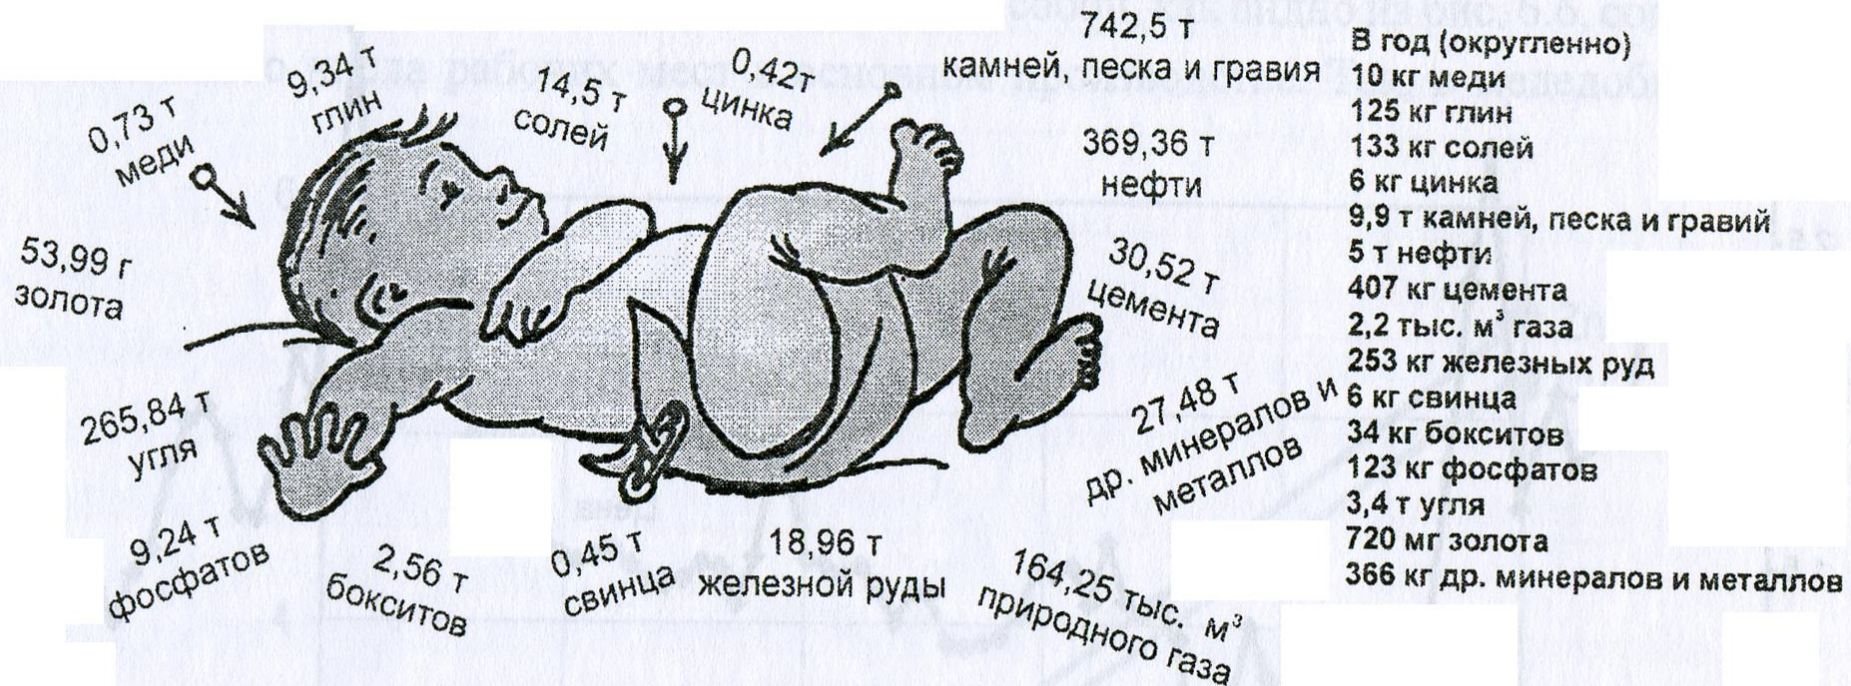 0,73 т
меди
9,34 т
глин
14,5 т
солей
0,42т
цинка
742,5 т
камней, песка и гравия
369,36 т
нефти
30,52 т
цемента
27,48 т
др. минералов и
металлов
164,25 тыс. м³
природного газа
18,96 т
железной руды
0,45 т
свинца
2,56 т
бокситов
9,24 т
фосфатов
265,84 т
угля
53,99 г
золота
В год (округленно)
10 кг меди
125 кг глин
133 кг солей
6 кг цинка
9,9 т камней, песка и гравий
5 т нефти
407 кг цемента
2,2 тыс. м³ газа
253 кг железных руд
6 кг свинца
34 кг бокситов
123 кг фосфатов
3,4 т угля
720 мг золота
366 кг др. минералов и металлов